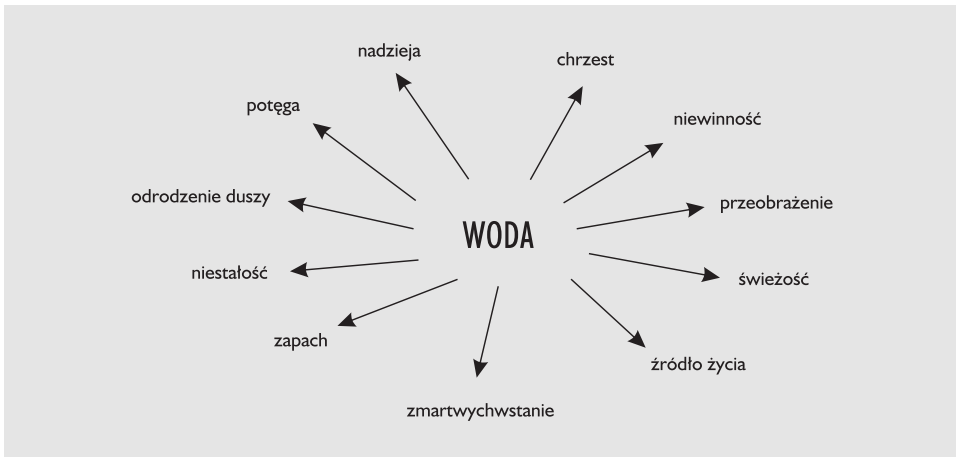 nadzieja
chrzest
potęga
niewinność
odrodzenie duszy
przeobrażenie
WODA
niestałość
świeżość
zapach
źródło życia
zmartwychwstanie